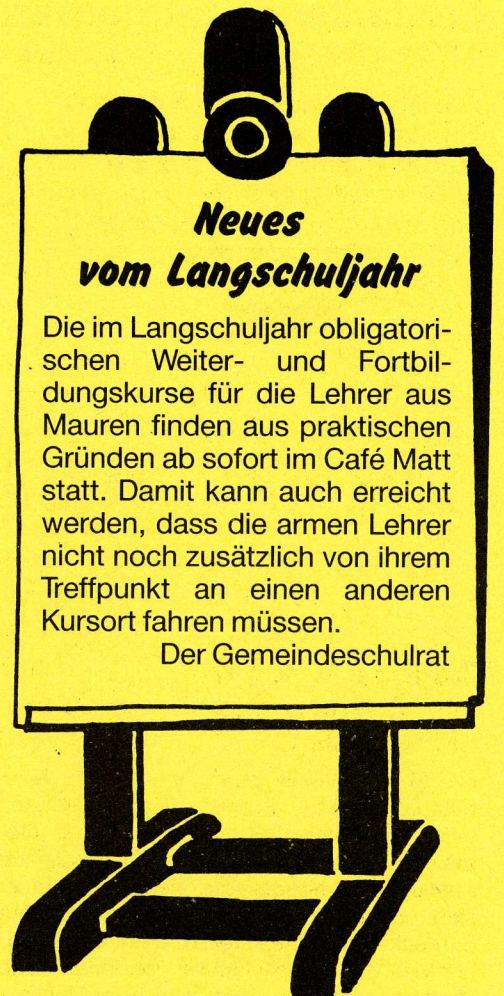 Neues
vom Langschuljahr
Die im Langschuljahr obligatori-
schen Weiter- und Fortbil-
dungskurse für die Lehrer aus
Mauren finden aus praktischen
Gründen ab sofort im Café Matt
statt. Damit kann auch erreicht
werden, dass die armen Lehrer
nicht noch zusätzlich von ihrem
Treffpunkt an einen anderen
Kursort fahren müssen.
Der Gemeindeschulrat